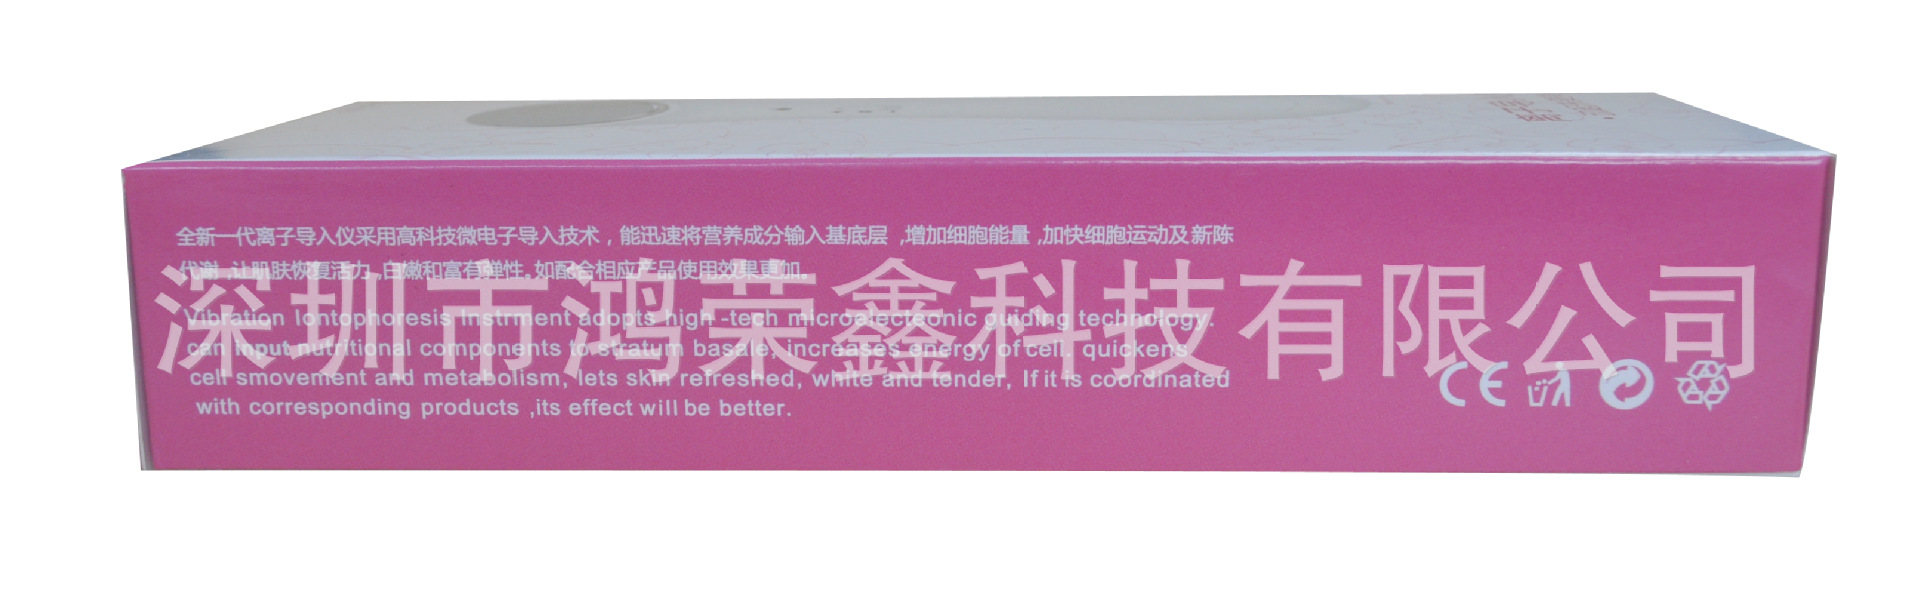 全新一代离子导入仪采用高科技微电子导入技术，能迅速将营养成分输入基底层 ,增加细胞能量 ,加快细胞运动及新陈
代谢 ,让肌肤恢复活力 ,白嫩和富有弹性。如配合相应产品使用效果更加。
深圳市鸿荣鑫科技有限公司
Vibration Iontophoresis Instrment adopts high -tech microelecteonic guiding technology.
can input nutritional components to stratum basale, increases energy of cell. quickens
cell smovement and metabolism, lets skin refreshed, white and tender, If it is coordinated
with corresponding products ,its effect will be better.
CE